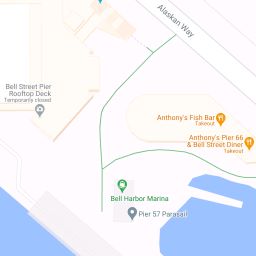 Alaskan Way
Bell Street Pier
Rooftop Deck
Temporarily closed
Anthony's Fish Bar
Takeout
Anthony's Pier 66
& Bell Street Diner
Takeout
Bell Harbor Marina
Pier 57 Parasail